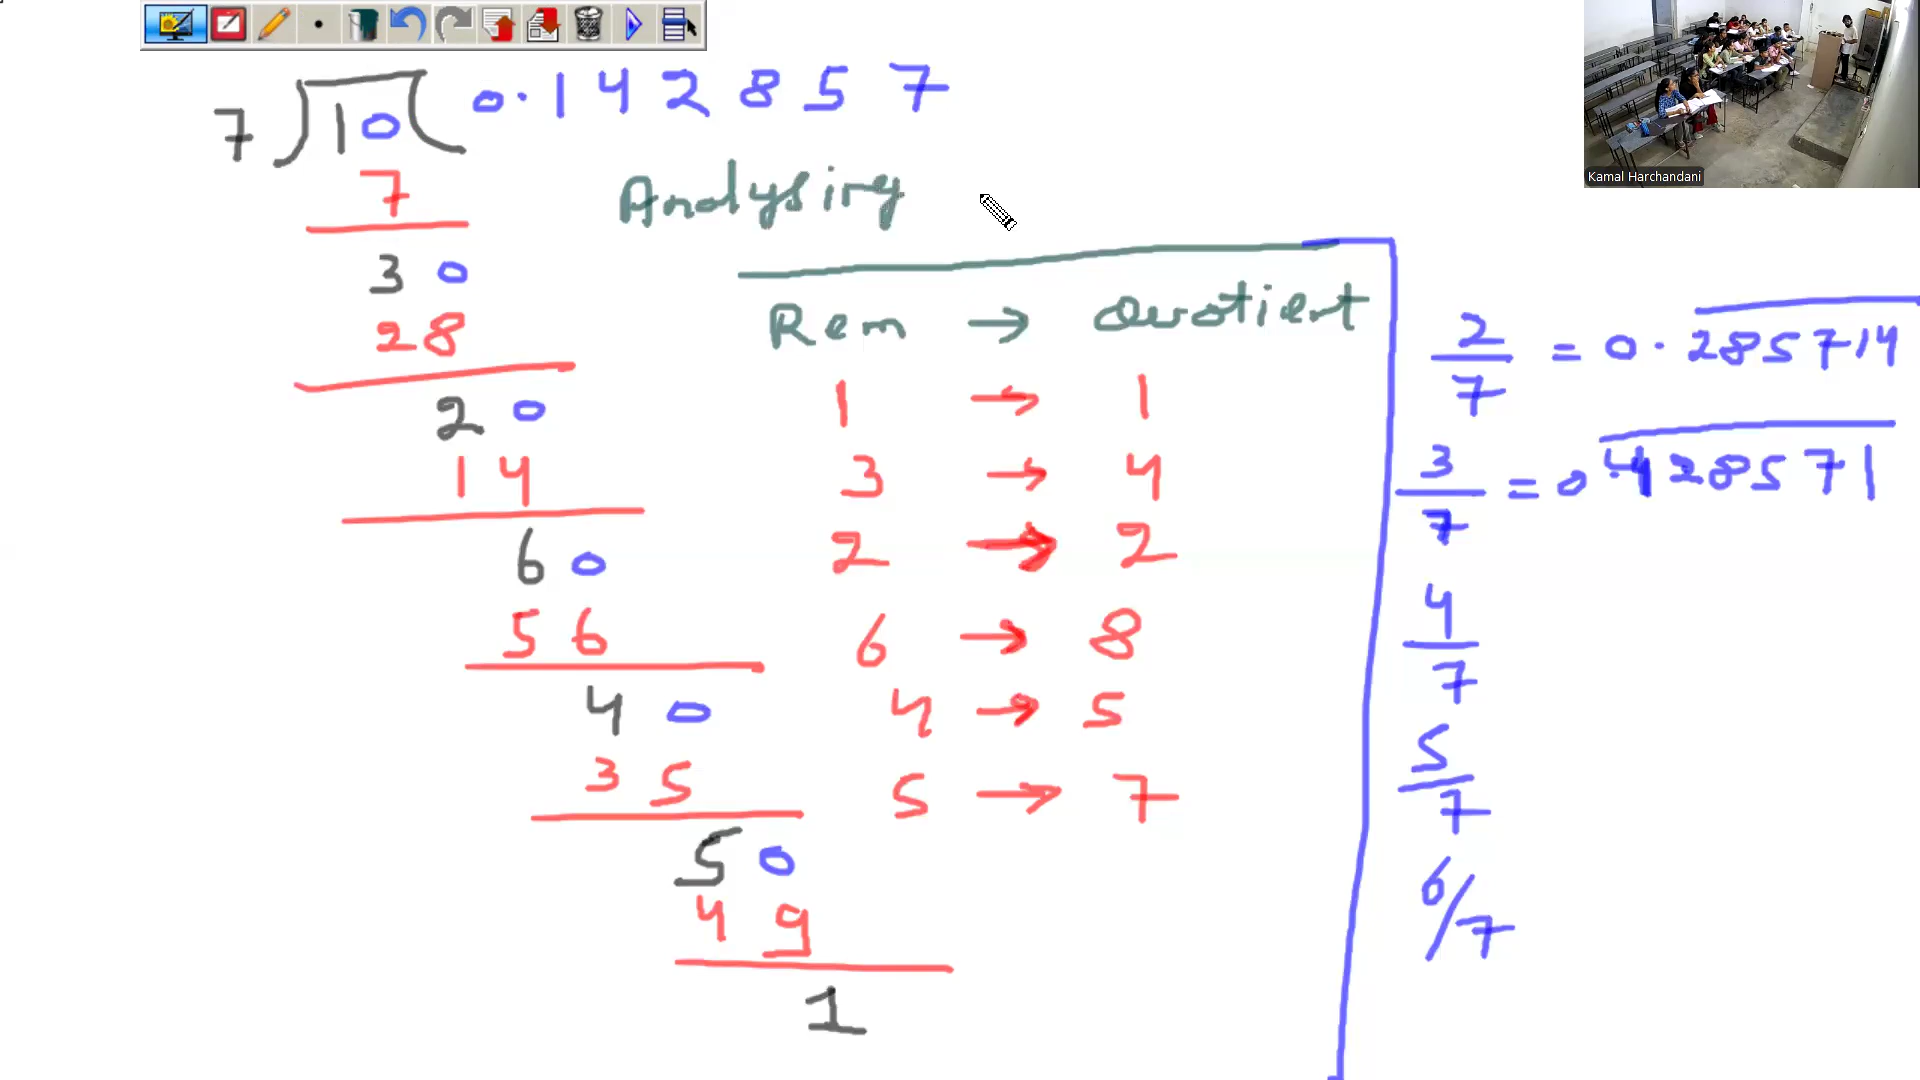 7 ) 10 ( 0.142857
7
30
28
20
14
60
56
40
35
50
49
1
Analysing
Rem → Quotient
1 → 1
3 → 4
2 → 2
6 → 8
4 → 5
5 → 7
2/7 = 0.285714
3/7 = 0.428571
4/7
5/7
6/7
Kamal Harchandani